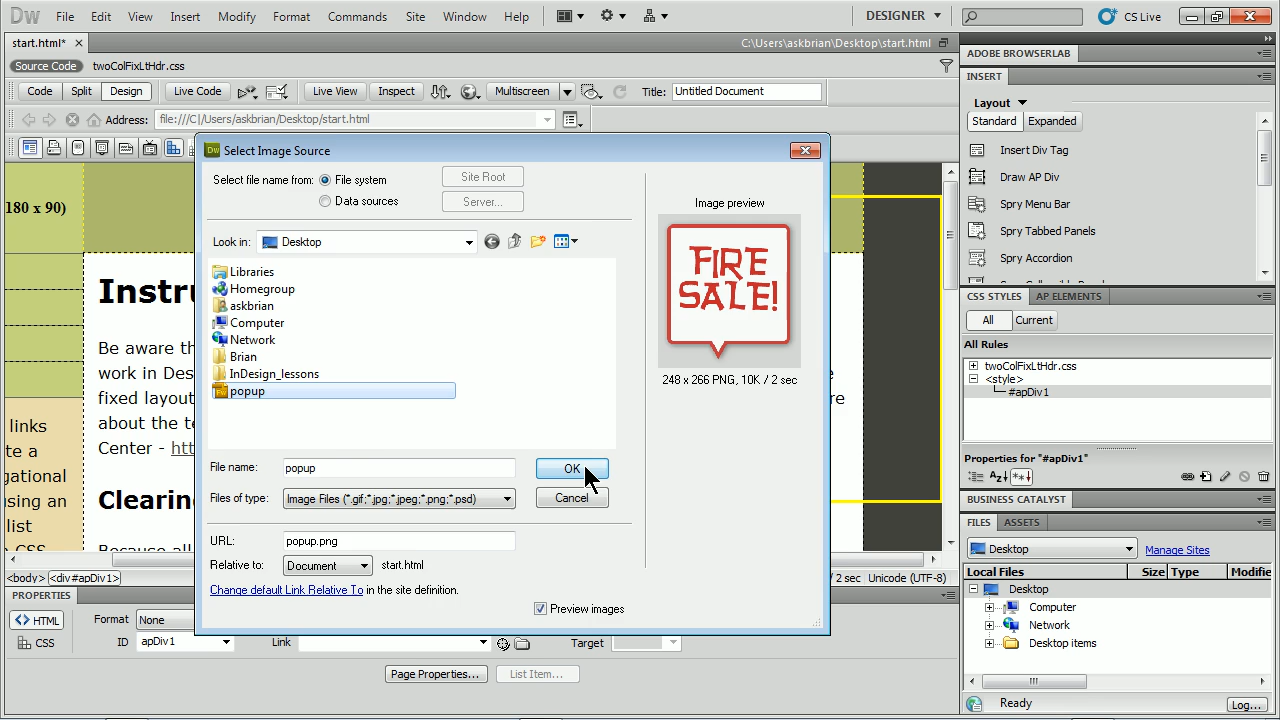 Dw File Edit View Insert Modify Format Commands Site Window Help DESIGNER CS Live
start.html* C:\Users\askbrian\Desktop\start.html
Source Code twoColFixLtHdr.css
Code Split Design Live Code Live View Inspect Multiscreen Title: Untitled Document
Address: file:///C|/Users/askbrian/Desktop/start.html
180 x 90)
Instru
Be aware th
work in Des
fixed layout
about the te
Center - htt
Clearing
Because all
links
te a
gational
using an
list
CSS
e
are
Dw Select Image Source
Select file name from: File system Site Root
Data sources Server...
Look in: Desktop
Libraries
Homegroup
askbrian
Computer
Network
Brian
InDesign_lessons
popup
File name: popup OK
Files of type: Image Files (*.gif;*.jpg;*.jpeg;*.png;*.psd) Cancel
URL: popup.png
Relative to: Document start.html
Change default Link Relative To in the site definition.
Preview images
Image preview
FIRE
SALE!
248 x 266 PNG, 10K / 2 sec
<body> <div#apDiv1> / 2 sec Unicode (UTF-8)
PROPERTIES
<> HTML Format None
CSS ID apDiv1 Link Target
Page Properties... List Item...
ADOBE BROWSERLAB
INSERT
Layout
Standard Expanded
Insert Div Tag
Draw AP Div
Spry Menu Bar
Spry Tabbed Panels
Spry Accordion
CSS STYLES AP ELEMENTS
All Current
All Rules
twoColFixLtHdr.css
<style>
#apDiv1
Properties for "#apDiv1"
BUSINESS CATALYST
FILES ASSETS
Desktop Manage Sites
Local Files Size Type Modifie
Desktop
Computer
Network
Desktop items
Ready Log...